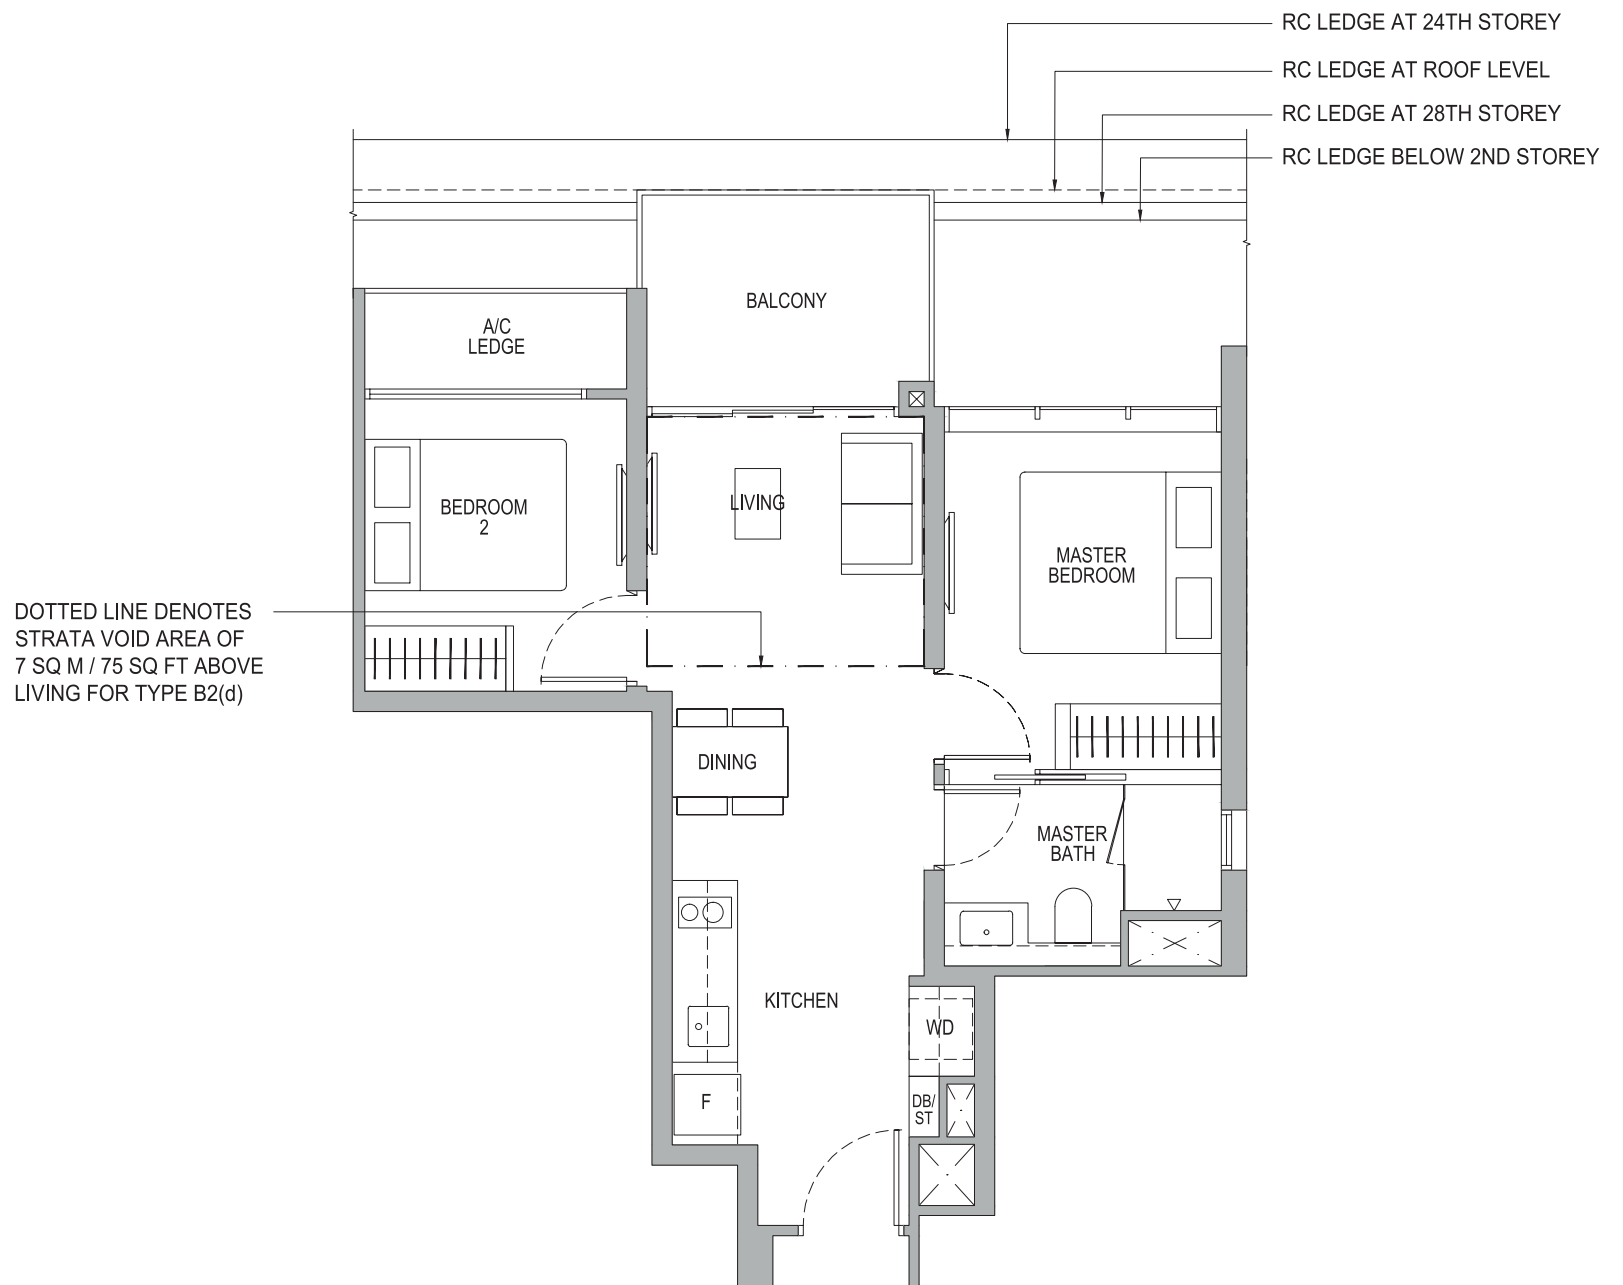 RC LEDGE AT 24TH STOREY
RC LEDGE AT ROOF LEVEL
RC LEDGE AT 28TH STOREY
RC LEDGE BELOW 2ND STOREY
BALCONY
A/C
LEDGE
LIVING
BEDROOM
2
MASTER
BEDROOM
DOTTED LINE DENOTES
STRATA VOID AREA OF
7 SQ M / 75 SQ FT ABOVE
LIVING FOR TYPE B2(d)
DINING
MASTER
BATH
KITCHEN
WD
F
DB/
ST